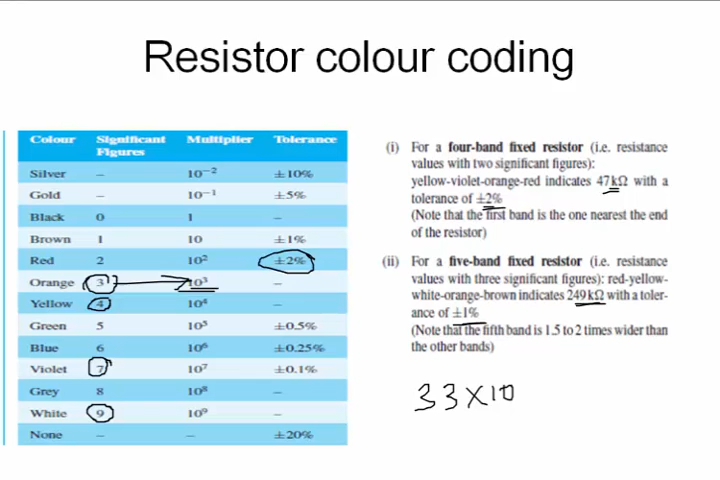 Resistor colour coding
Colour Significant Figures Multiplier Tolerance
Silver – 10⁻² ±10%
Gold – 10⁻¹ ±5%
Black 0 1 –
Brown 1 10 ±1%
Red 2 10² ±2%
Orange 3 10³ –
Yellow 4 10⁴ –
Green 5 10⁵ ±0.5%
Blue 6 10⁶ ±0.25%
Violet 7 10⁷ ±0.1%
Grey 8 10⁸ –
White 9 10⁹ –
None – – ±20%
(i) For a four-band fixed resistor (i.e. resistance
values with two significant figures):
yellow-violet-orange-red indicates 47 kΩ with a
tolerance of ±2%
(Note that the first band is the one nearest the end
of the resistor)
(ii) For a five-band fixed resistor (i.e. resistance
values with three significant figures): red-yellow-
white-orange-brown indicates 249 kΩ with a toler-
ance of ±1%
(Note that the fifth band is 1.5 to 2 times wider than
the other bands)
33×10